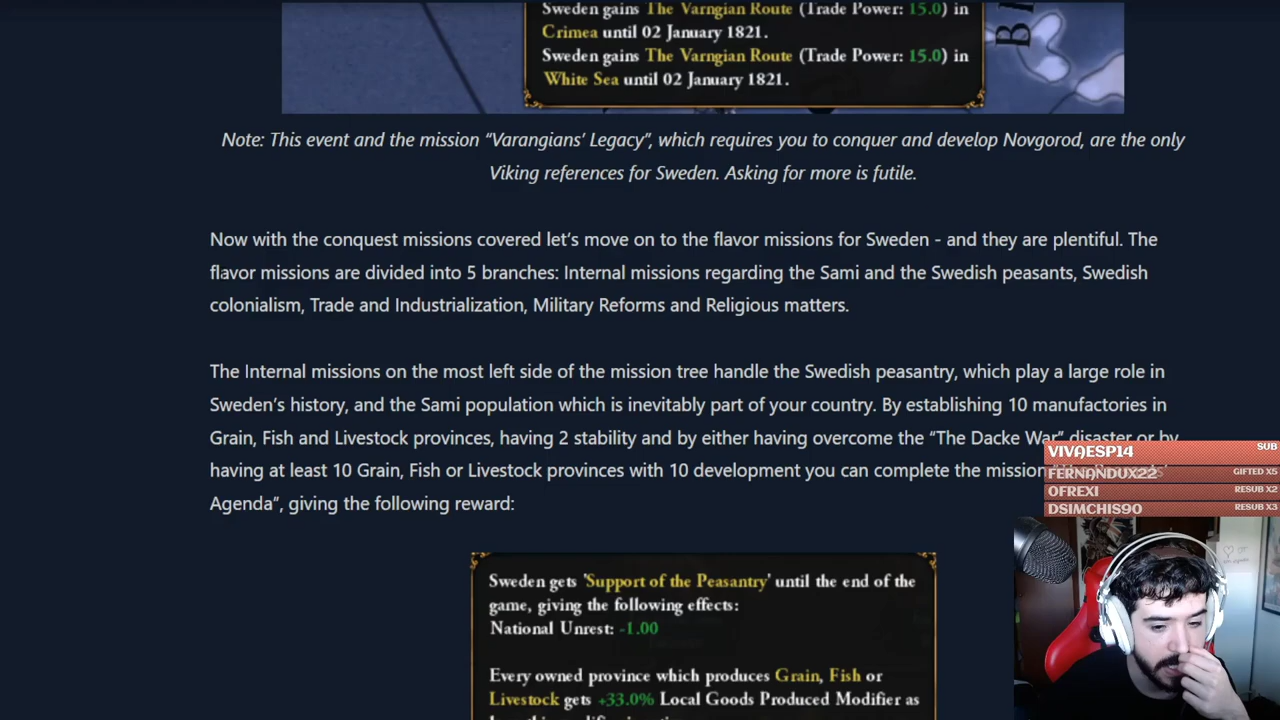 Sweden gains The Varngian Route (Trade Power: 15.0) in
Crimea until 02 January 1821.
Sweden gains The Varngian Route (Trade Power: 15.0) in
White Sea until 02 January 1821.
Note: This event and the mission “Varangians’ Legacy”, which requires you to conquer and develop Novgorod, are the only
Viking references for Sweden. Asking for more is futile.
Now with the conquest missions covered let’s move on to the flavor missions for Sweden - and they are plentiful. The
flavor missions are divided into 5 branches: Internal missions regarding the Sami and the Swedish peasants, Swedish
colonialism, Trade and Industrialization, Military Reforms and Religious matters.
The Internal missions on the most left side of the mission tree handle the Swedish peasantry, which play a large role in
Sweden’s history, and the Sami population which is inevitably part of your country. By establishing 10 manufactories in
Grain, Fish and Livestock provinces, having 2 stability and by either having overcome the “The Dacke War” disaster or by
having at least 10 Grain, Fish or Livestock provinces with 10 development you can complete the mission
Agenda”, giving the following reward:
VIVAESP14 SUB
FERNANDUX22 GIFTED X5
OFREXI RESUB X2
DSIMCHIS90 RESUB X3
Sweden gets 'Support of the Peasantry' until the end of the
game, giving the following effects:
National Unrest: -1.00
Every owned province which produces Grain, Fish or
Livestock gets +33.0% Local Goods Produced Modifier as